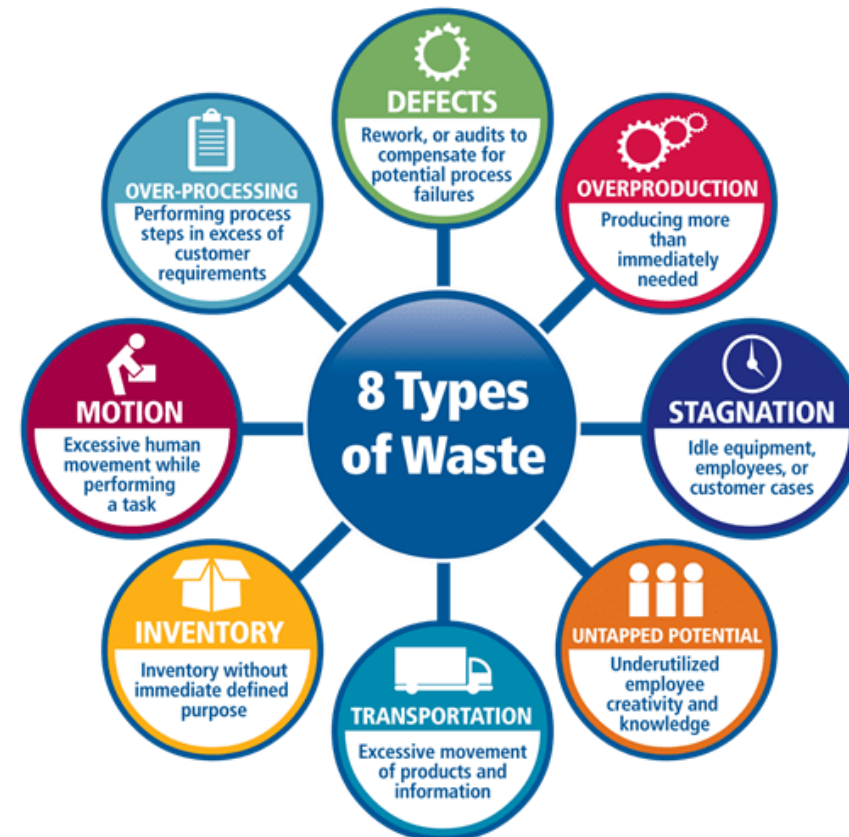 8 Types
of Waste
DEFECTS
Rework, or audits to
compensate for
potential process
failures
OVERPRODUCTION
Producing more
than
immediately
needed
STAGNATION
Idle equipment,
employees, or
customer cases
UNTAPPED POTENTIAL
Underutilized
employee
creativity and
knowledge
TRANSPORTATION
Excessive movement
of products and
information
INVENTORY
Inventory without
immediate defined
purpose
MOTION
Excessive human
movement while
performing
a task
OVER-PROCESSING
Performing process
steps in excess of
customer
requirements